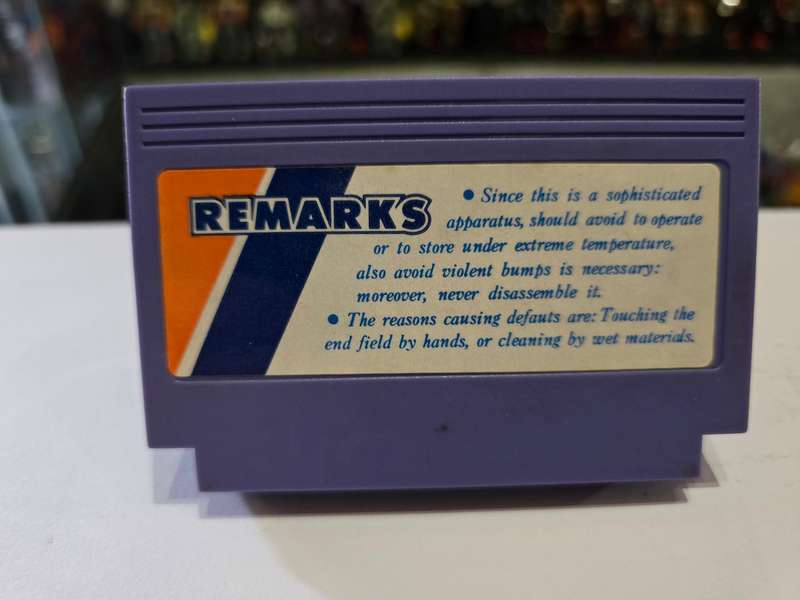 REMARKS
● Since this is a sophisticated
apparatus, should avoid to operate
or to store under extreme temperature,
also avoid violent bumps is necessary:
moreover, never disassemble it.
● The reasons causing defauts are: Touching the
end field by hands, or cleaning by wet materials.